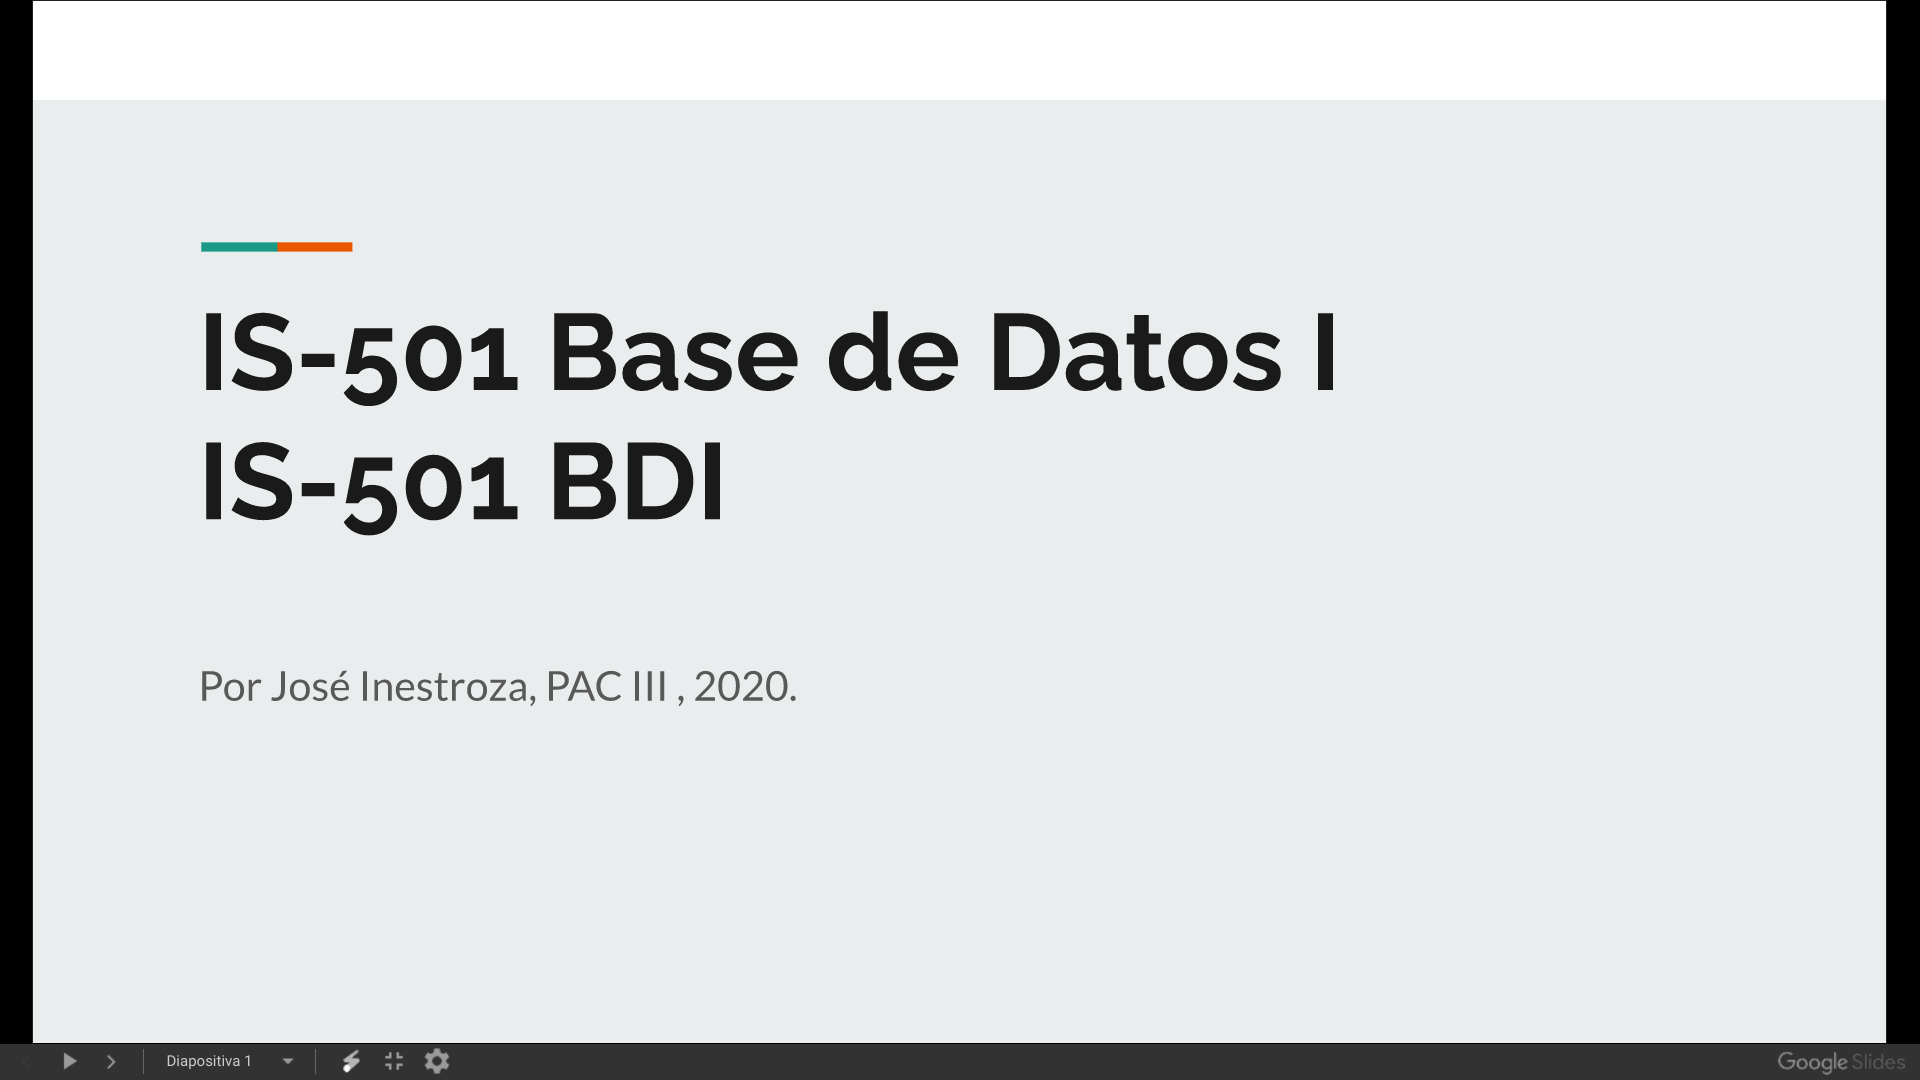 IS-501 Base de Datos I
IS-501 BDI
Por José Inestroza, PAC III , 2020.
Diapositiva 1
Google Slides